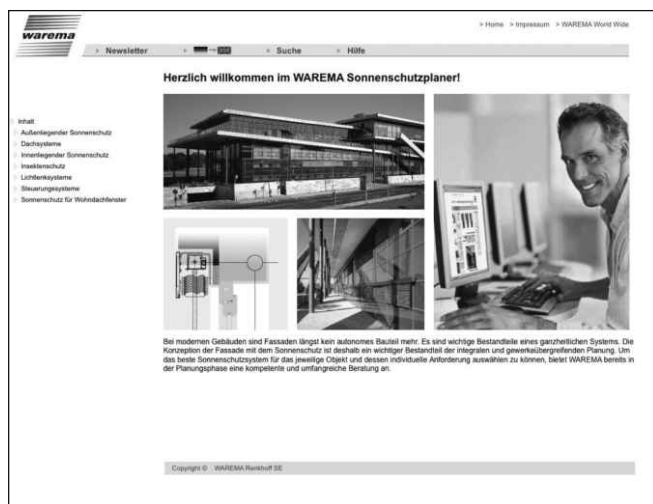 warema
> Home > Impressum > WAREMA World Wide
> Newsletter
> Suche > Hilfe
Herzlich willkommen im WAREMA Sonnenschutzplaner!
Inhalt
Außenliegender Sonnenschutz
Dachsysteme
Innenliegender Sonnenschutz
Insektenschutz
Lichtlenksysteme
Steuerungsysteme
Sonnenschutz für Wohndachfenster
Bei modernen Gebäuden sind Fassaden längst kein autonomes Bauteil mehr. Es sind wichtige Bestandteile eines ganzheitlichen Systems. Die
Konzeption der Fassade mit dem Sonnenschutz ist deshalb ein wichtiger Bestandteil der integralen und gewerkeübergreifenden Planung. Um
das beste Sonnenschutzsystem für das jeweilige Objekt und dessen individuelle Anforderung auswählen zu können, bietet WAREMA bereits in
der Planungsphase eine kompetente und umfangreiche Beratung an.
Copyright © WAREMA Renkhoff SE